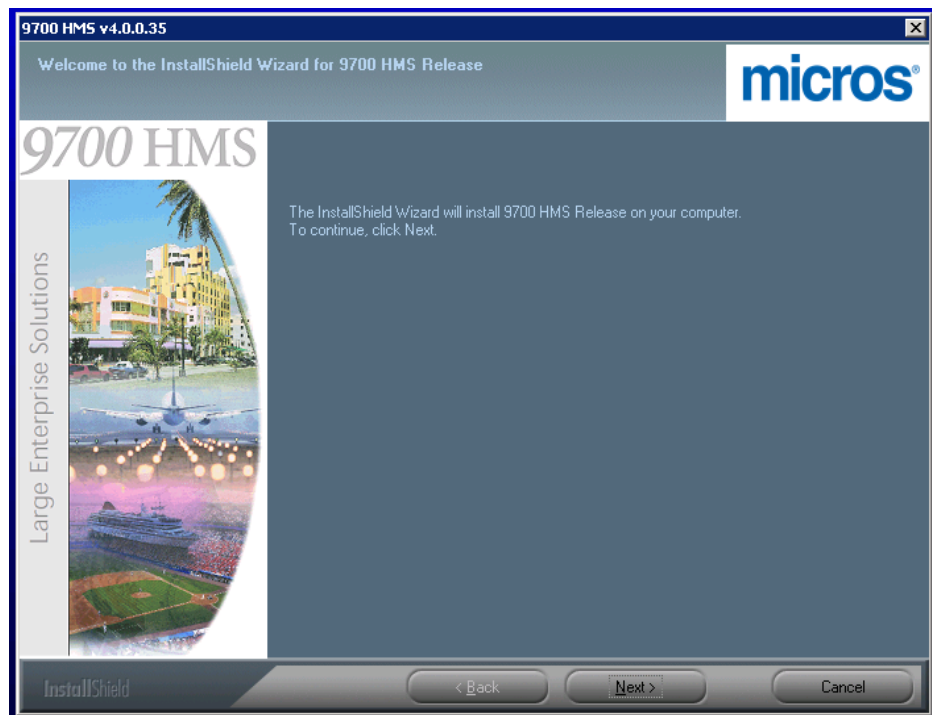 9700 HMS v4.0.0.35
Welcome to the InstallShield Wizard for 9700 HMS Release
micros®
9700 HMS
Large Enterprise Solutions
The InstallShield Wizard will install 9700 HMS Release on your computer.
To continue, click Next.
InstallShield
< Back
Next >
Cancel